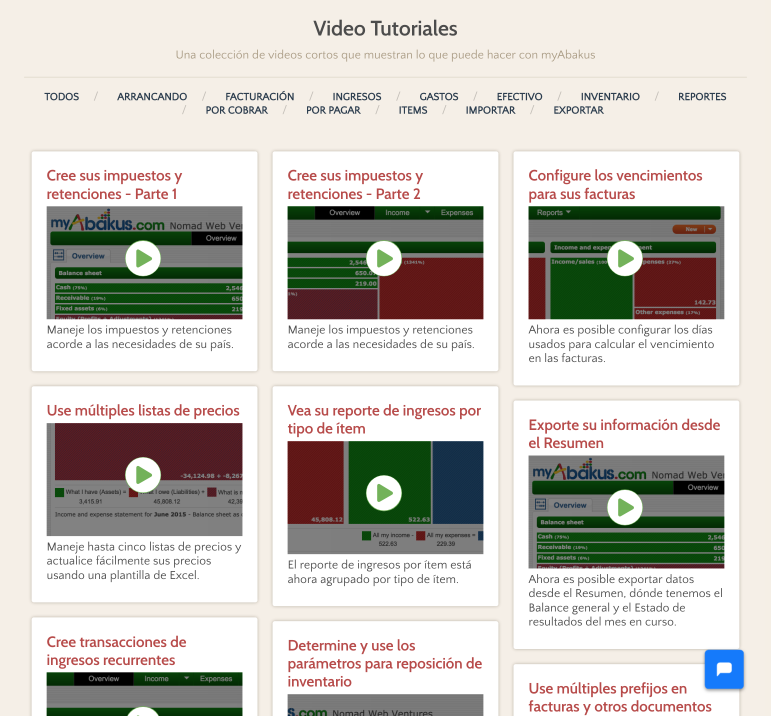 Video Tutoriales
Una colección de videos cortos que muestran lo que puede hacer con myAbakus
TODOS / ARRANCANDO / FACTURACIÓN / INGRESOS / GASTOS / EFECTIVO / INVENTARIO / REPORTES
/ POR COBRAR / POR PAGAR / ITEMS / IMPORTAR / EXPORTAR
Cree sus impuestos y
retenciones - Parte 1
myAbakus.com Nomad Web Ven
Overview
Overview
Balance sheet
Cash (75%) 2,546
Receivable (19%) 650
Fixed assets (6%) 219
Maneje los impuestos y retenciones
acorde a las necesidades de su país.
Cree sus impuestos y
retenciones - Parte 2
Overview Income Expenses
2,546
650.0
219.00
Maneje los impuestos y retenciones
acorde a las necesidades de su país.
Configure los vencimientos
para sus facturas
Reports
New
Income and expen
Income/sales (100
penses (27%)
142.73
Other expenses (17%)
Ahora es posible configurar los días
usados para calcular el vencimiento
en las facturas.
Use múltiples listas de precios
-34,124.98 + -8,263
What I have (Assets) = I owe (Liabilities) + What is
3,415.91 45,808.12 42,39
Income and expense statement for June 2015 - Balance sheet as
Maneje hasta cinco listas de precios y
actualice fácilmente sus precios
usando una plantilla de Excel.
Vea su reporte de ingresos por
tipo de ítem
45,808.12 522.63
All my income - All my expenses =
522.63 229.39
El reporte de ingresos por ítem está
ahora agrupado por tipo de ítem.
Exporte su información desde
el Resumen
myAbakus.com Nomad Web Ven
Overview
Overview
Balance sheet
Cash (75%) 2,546
Receivable (19%) 650
Fixed assets (6%) 219
Ahora es posible exportar datos
desde el Resumen, dónde tenemos el
Balance general y el Estado de
resultados del mes en curso.
Cree transacciones de
ingresos recurrentes
Overview Income Expenses
Determine y use los
parámetros para reposición de
inventario
s.com Nomad Web Ventures
Use múltiples prefijos en
facturas y otros documentos